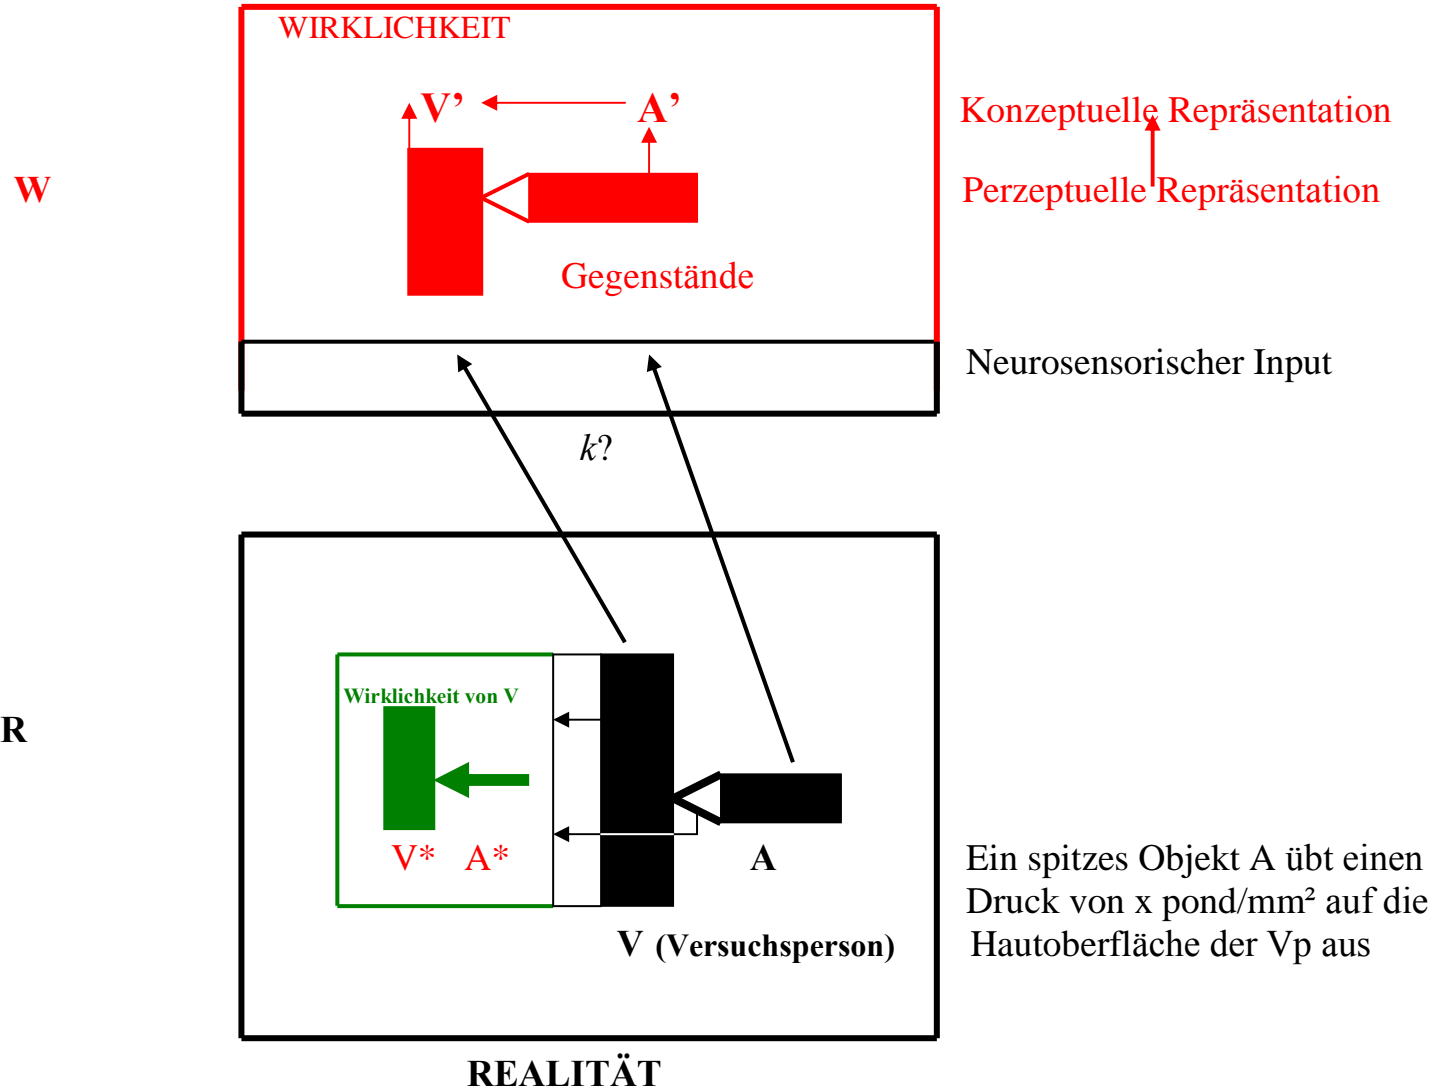 WIRKLICHKEIT
V’ A’
Konzeptuelle Repräsentation
W
Perzeptuelle Repräsentation
Gegenstände
Neurosensorischer Input
k?
Wirklichkeit von V
R
V* A*
A
Ein spitzes Objekt A übt einen
Druck von x pond/mm² auf die
Hautoberfläche der Vp aus
V (Versuchsperson)
REALITÄT